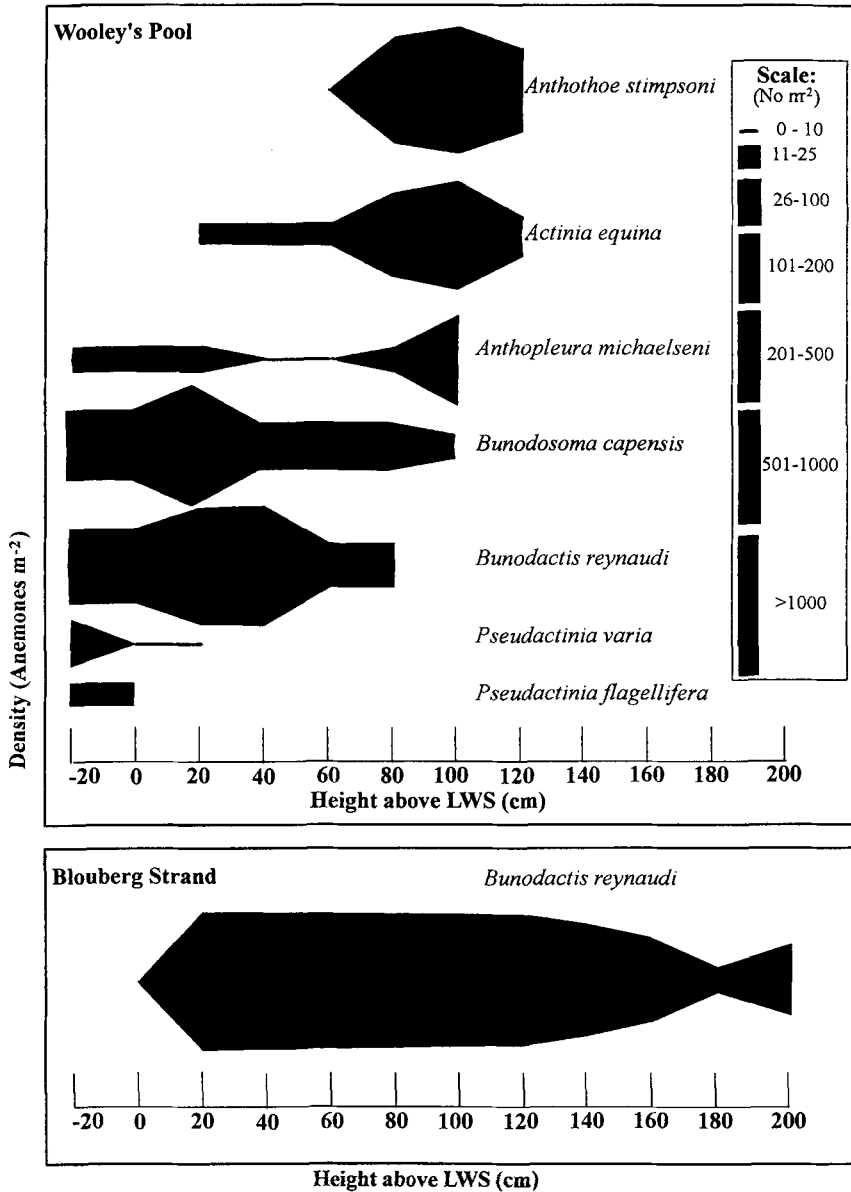 Wooley's Pool
Anthothoe stimpsoni
Actinia equina
Anthopleura michaelseni
Bunodosoma capensis
Bunodactis reynaudi
Pseudactinia varia
Pseudactinia flagellifera
Scale:
(No m²)
0 - 10
11-25
26-100
101-200
201-500
501-1000
>1000
Density (Anemones m⁻²)
-20 0 20 40 60 80 100 120 140 160 180 200
Height above LWS (cm)
Blouberg Strand
Bunodactis reynaudi
-20 0 20 40 60 80 100 120 140 160 180 200
Height above LWS (cm)